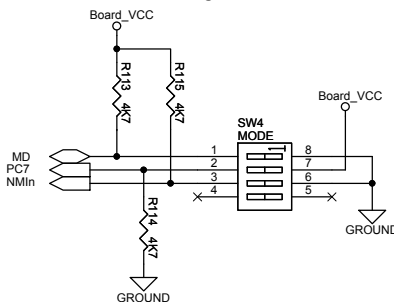 Board_VCC
R113
4K7
R115
4K7
Board_VCC
SW4
MODE
1
MD
1
8
PC7
2
7
NMIn
3
6
4
5
R114
4K7
GROUND
GROUND